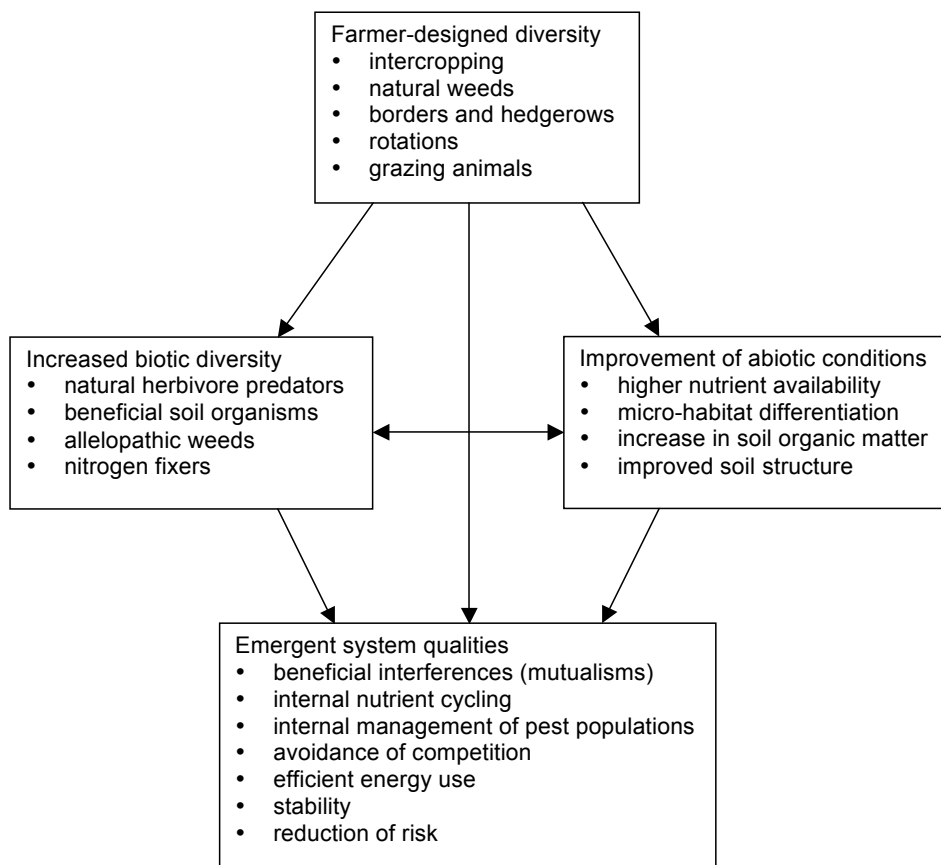 Farmer-designed diversity
• intercropping
• natural weeds
• borders and hedgerows
• rotations
• grazing animals
Increased biotic diversity
• natural herbivore predators
• beneficial soil organisms
• allelopathic weeds
• nitrogen fixers
Improvement of abiotic conditions
• higher nutrient availability
• micro-habitat differentiation
• increase in soil organic matter
• improved soil structure
Emergent system qualities
• beneficial interferences (mutualisms)
• internal nutrient cycling
• internal management of pest populations
• avoidance of competition
• efficient energy use
• stability
• reduction of risk